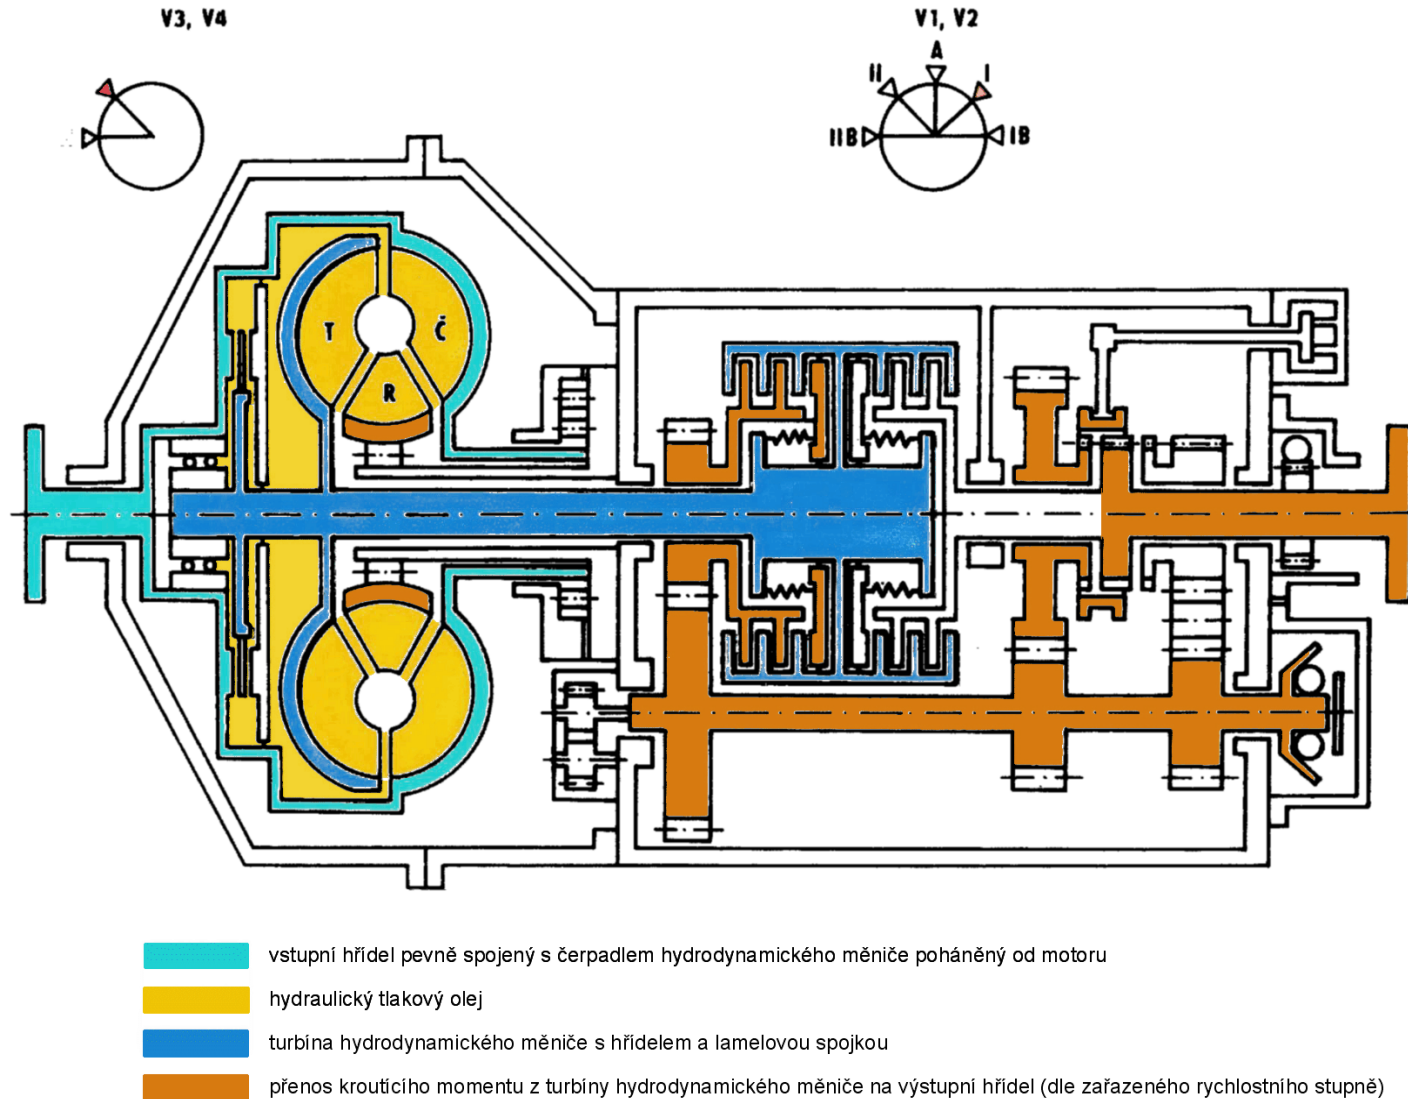 V3, V4
V1, V2
A
II
I
IIB
IB
T
Č
R
vstupní hřídel pevně spojený s čerpadlem hydrodynamického měniče poháněný od motoru
hydraulický tlakový olej
turbína hydrodynamického měniče s hřídelem a lamelovou spojkou
přenos krouticího momentu z turbíny hydrodynamického měniče na výstupní hřídel (dle zařazeného rychlostního stupně)